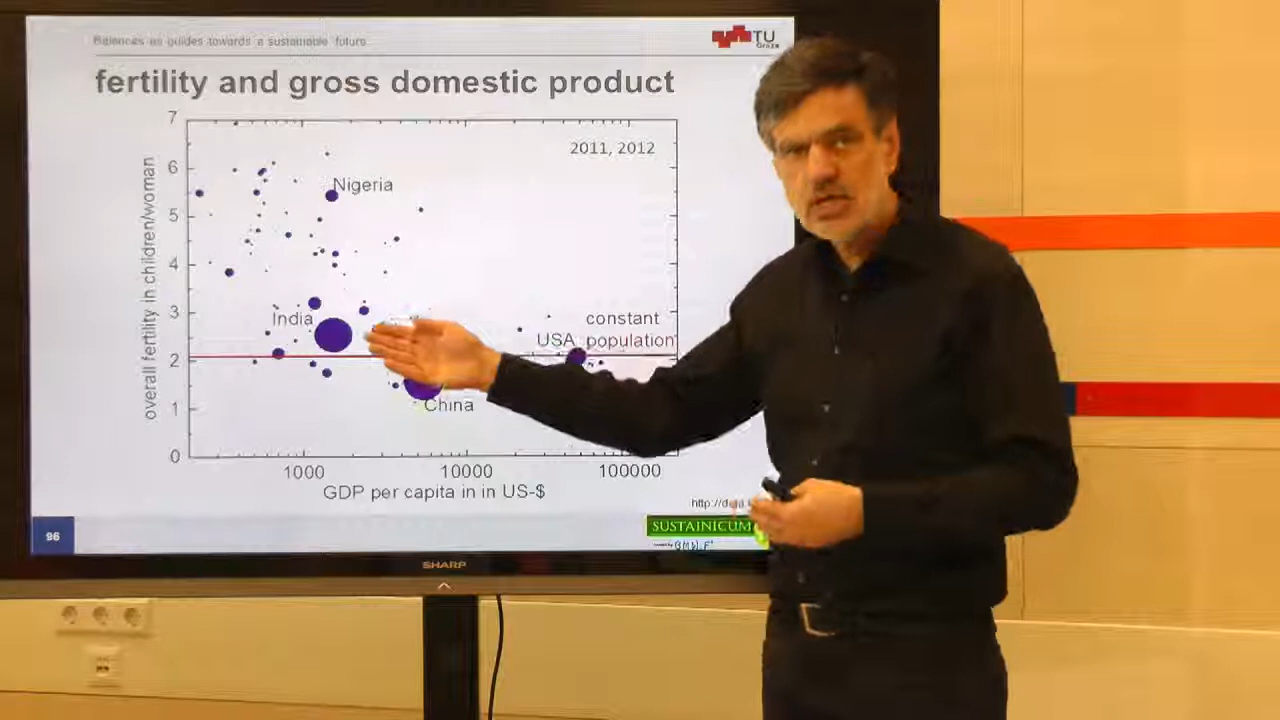 Balances as guides towards a sustainable future
TU
Graz
fertility and gross domestic product
7
6
5
4
3
2
1
0
overall fertility in children/woman
2011, 2012
Nigeria
India
constant
USA population
China
1000
10000
100000
GDP per capita in in US-$
96
SUSTAINICUM
SHARP